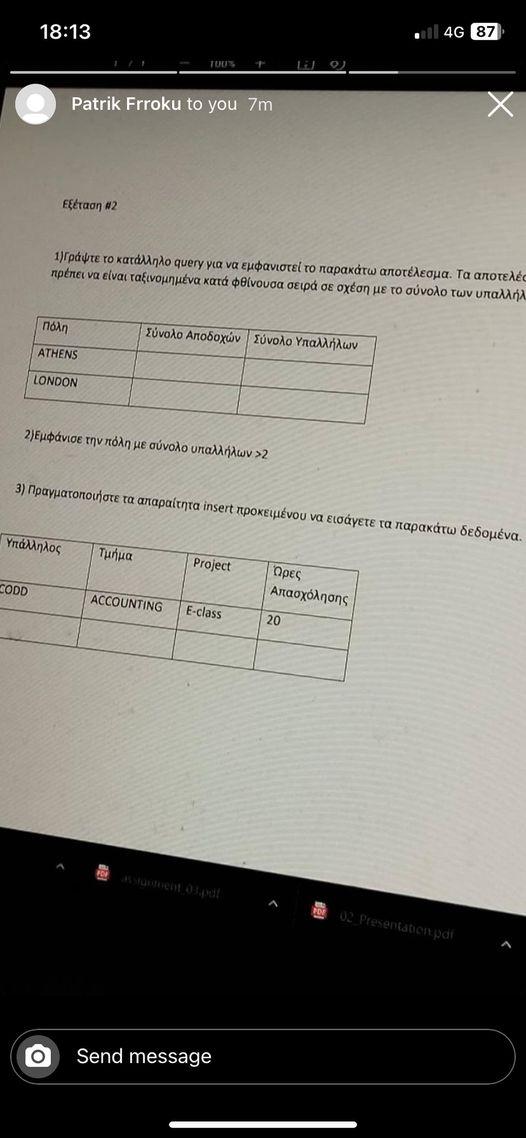 18:13
4G 87
100% +
Patrik Frroku to you 7m
Εξέταση #2
1)Γράψτε το κατάλληλο query για να εμφανιστεί το παρακάτω αποτέλεσμα. Τα
πρέπει να είναι ταξινομημένα κατά φθίνουσα σειρά σε σχέση με το σύνολο των
Πόλη Σύνολο Αποδοχών Σύνολο Υπαλλήλων
ATHENS
LONDON
2)Εμφάνισε την πόλη με σύνολο υπαλλήλων >2
3) Πραγματοποιήστε τα απαραίτητα insert προκειμένου να εισάγετε τα παρακάτω δεδομένα.
Υπάλληλος Τμήμα Project Ώρες
Απασχόλησης
CODD ACCOUNTING E-class 20
assignment_03.pdf
02_Presentation.pdf
Send message